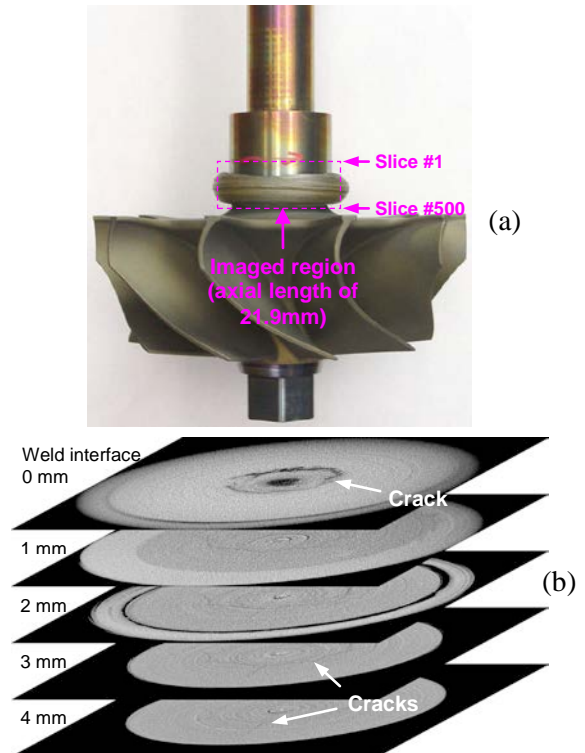 Slice #1
Slice #500
(a)
Imaged region
(axial length of
21.9mm)
Weld interface
0 mm
Crack
1 mm
(b)
2 mm
3 mm
Cracks
4 mm